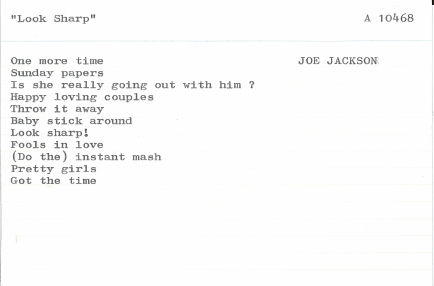 "Look Sharp" A 10468
One more time JOE JACKSON
Sunday papers
Is she really going out with him ?
Happy loving couples
Throw it away
Baby stick around
Look sharp!
Fools in love
(Do the) instant mash
Pretty girls
Got the time